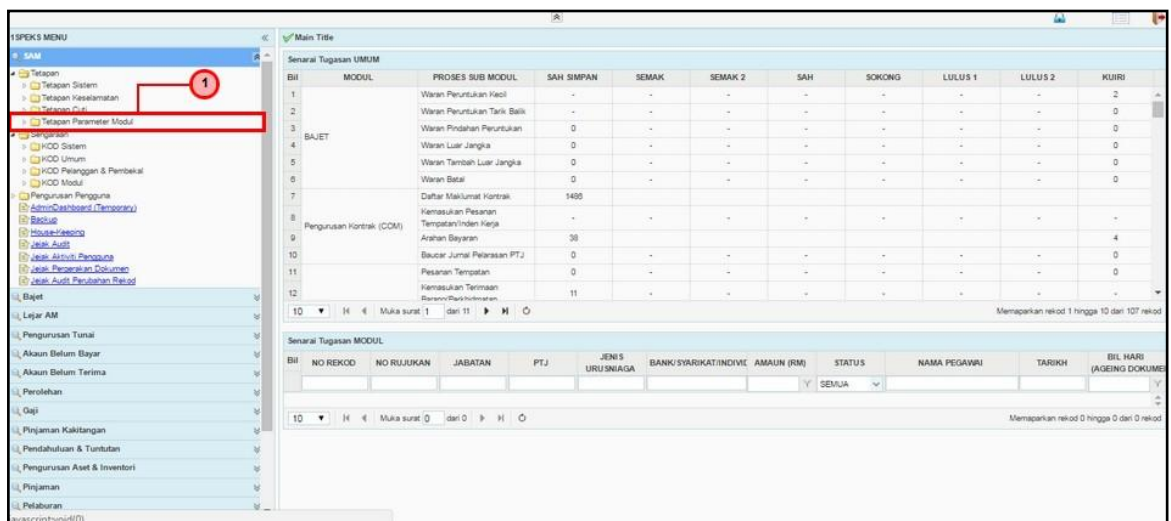 1SPEKS MENU
SAM
Tetapan
Tetapan Sistem
Tetapan Keselamatan
Tetapan Cuti
Tetapan Parameter Modul
Senggaraan
KOD Sistem
KOD Umum
KOD Pelanggan & Pembekal
KOD Modul
Pengurusan Pengguna
AdminDashboard (Temporary)
Backup
House-Keeping
Jejak Audit
Jejak Aktiviti Pengguna
Jejak Pergerakan Dokumen
Jejak Audit Perubahan Rekod
Bajet
Lejar AM
Pengurusan Tunai
Akaun Belum Bayar
Akaun Belum Terima
Perolehan
Gaji
Pinjaman Kakitangan
Pendahuluan & Tuntutan
Pengurusan Aset & Inventori
Pinjaman
Pelaburan
avascript:void(0)
1
Main Title
Senarai Tugasan UMUM
Bil MODUL PROSES SUB MODUL SAH SIMPAN SEMAK SEMAK 2 SAH SOKONG LULUS 1 LULUS 2 KUIRI
1 Waran Peruntukan Kecil - - - - - - - 2
2 Waran Peruntukan Tarik Balik - - - - - - - 0
3 BAJET Waran Pindahan Peruntukan 0 - - - - - - 0
4 Waran Luar Jangka 0 - - - - - - 0
5 Waran Tambah Luar Jangka 0 - - - - - - 0
6 Waran Batal 0 - - - - - - 0
7 Daftar Maklumat Kontrak 1486
8 Pengurusan Kontrak (COM) Kemasukan Pesanan Tempatan/Inden Kerja - - - - - - - -
9 Arahan Bayaran 38 4
10 Baucar Jurnal Pelarasan PTJ 0 - - - - - - 0
11 Pesanan Tempatan 0 - - - - - - 0
12 Kemasukan Terimaan Barang/Perkhidmatan 11 - - - - - - -
10 Muka surat 1 dari 11 Memaparkan rekod 1 hingga 10 dari 107 rekod
Senarai Tugasan MODUL
Bil NO REKOD NO RUJUKAN JABATAN PTJ JENIS URUSNIAGA BANK/SYARIKAT/INDIVID AMAUN (RM) STATUS NAMA PEGAWAI TARIKH BIL HARI (AGEING DOKUME
SEMUA
10 Muka surat 0 dari 0 Memaparkan rekod 0 hingga 0 dari 0 rekod